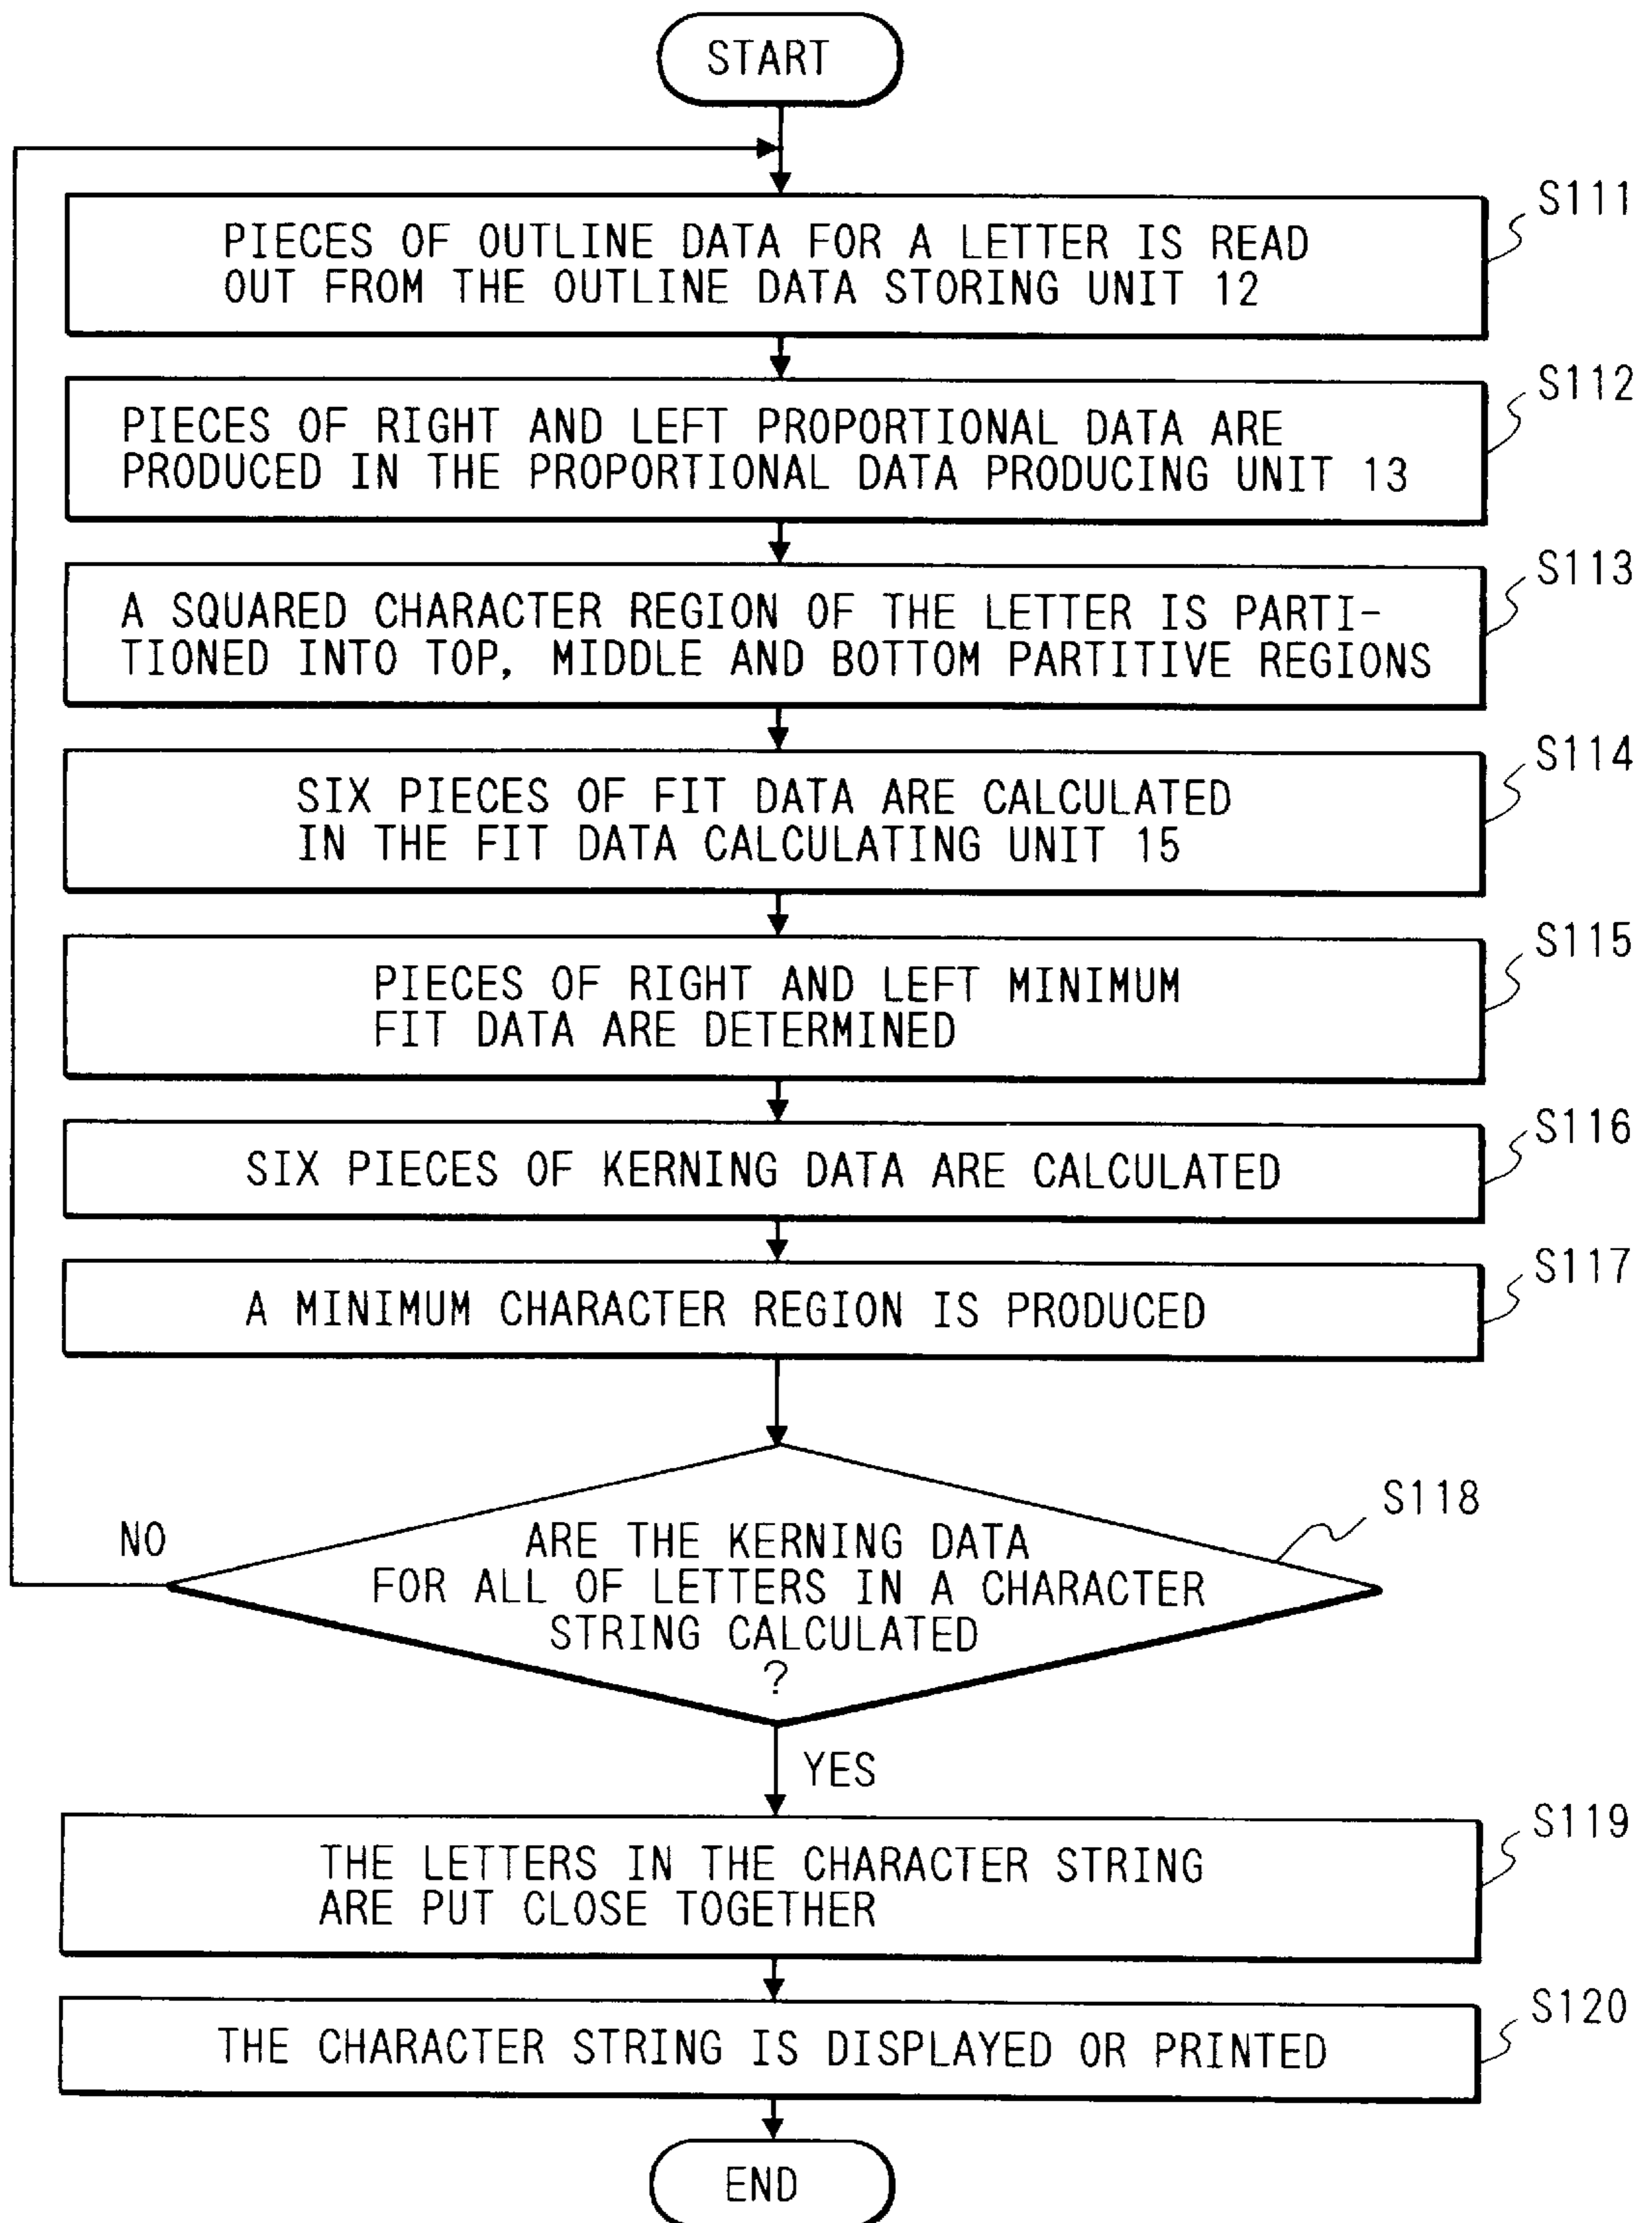 START
S111
PIECES OF OUTLINE DATA FOR A LETTER IS READ
OUT FROM THE OUTLINE DATA STORING UNIT 12
S112
PIECES OF RIGHT AND LEFT PROPORTIONAL DATA ARE
PRODUCED IN THE PROPORTIONAL DATA PRODUCING UNIT 13
S113
A SQUARED CHARACTER REGION OF THE LETTER IS PARTI-
TIONED INTO TOP, MIDDLE AND BOTTOM PARTITIVE REGIONS
S114
SIX PIECES OF FIT DATA ARE CALCULATED
IN THE FIT DATA CALCULATING UNIT 15
S115
PIECES OF RIGHT AND LEFT MINIMUM
FIT DATA ARE DETERMINED
S116
SIX PIECES OF KERNING DATA ARE CALCULATED
S117
A MINIMUM CHARACTER REGION IS PRODUCED
S118
NO
ARE THE KERNING DATA
FOR ALL OF LETTERS IN A CHARACTER
STRING CALCULATED
?
YES
S119
THE LETTERS IN THE CHARACTER STRING
ARE PUT CLOSE TOGETHER
S120
THE CHARACTER STRING IS DISPLAYED OR PRINTED
END